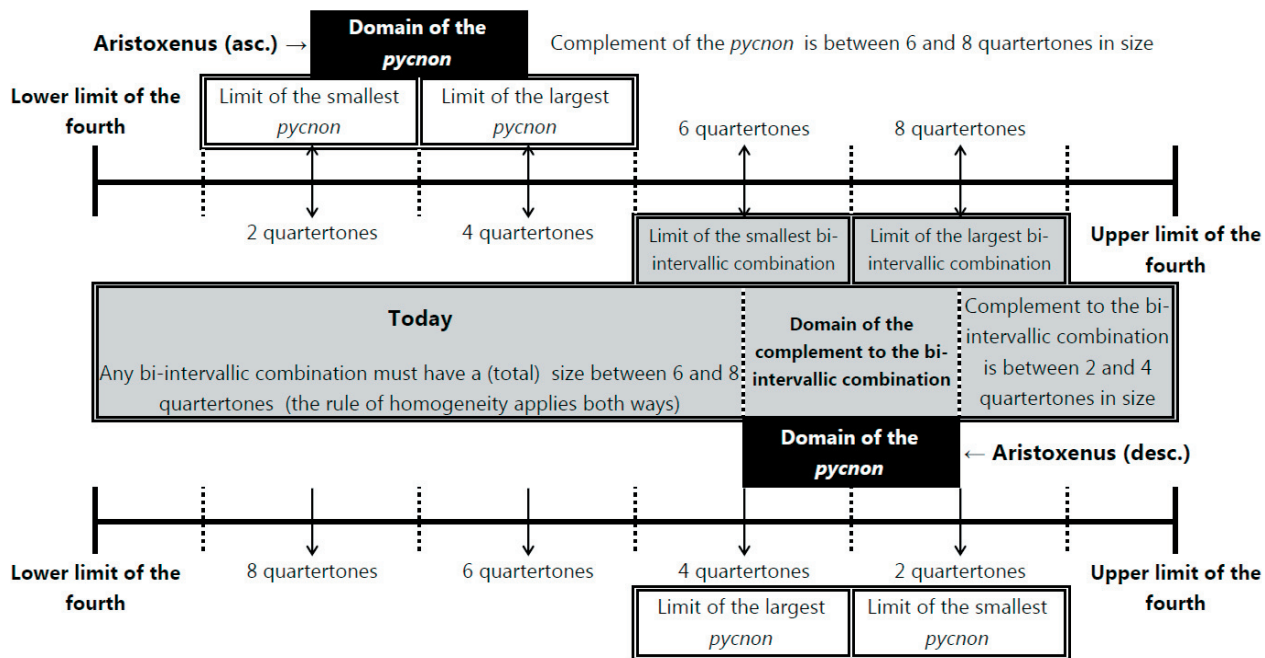 Domain of the
pycnon
Aristoxenus (asc.) →
Complement of the pycnon is between 6 and 8 quartertones in size
Lower limit of the
fourth
Limit of the smallest
pycnon
Limit of the largest
pycnon
6 quartertones
8 quartertones
2 quartertones
4 quartertones
Limit of the smallest bi-
intervallic combination
Limit of the largest bi-
intervallic combination
Upper limit of the
fourth
Today
Any bi-intervallic combination must have a (total) size between 6 and 8
quartertones (the rule of homogeneity applies both ways)
Domain of the
complement to the bi-
intervallic combination
Complement to the bi-
intervallic combination
is between 2 and 4
quartertones in size
Domain of the
pycnon
← Aristoxenus (desc.)
Lower limit of the
fourth
8 quartertones
6 quartertones
4 quartertones
2 quartertones
Upper limit of the
fourth
Limit of the largest
pycnon
Limit of the smallest
pycnon